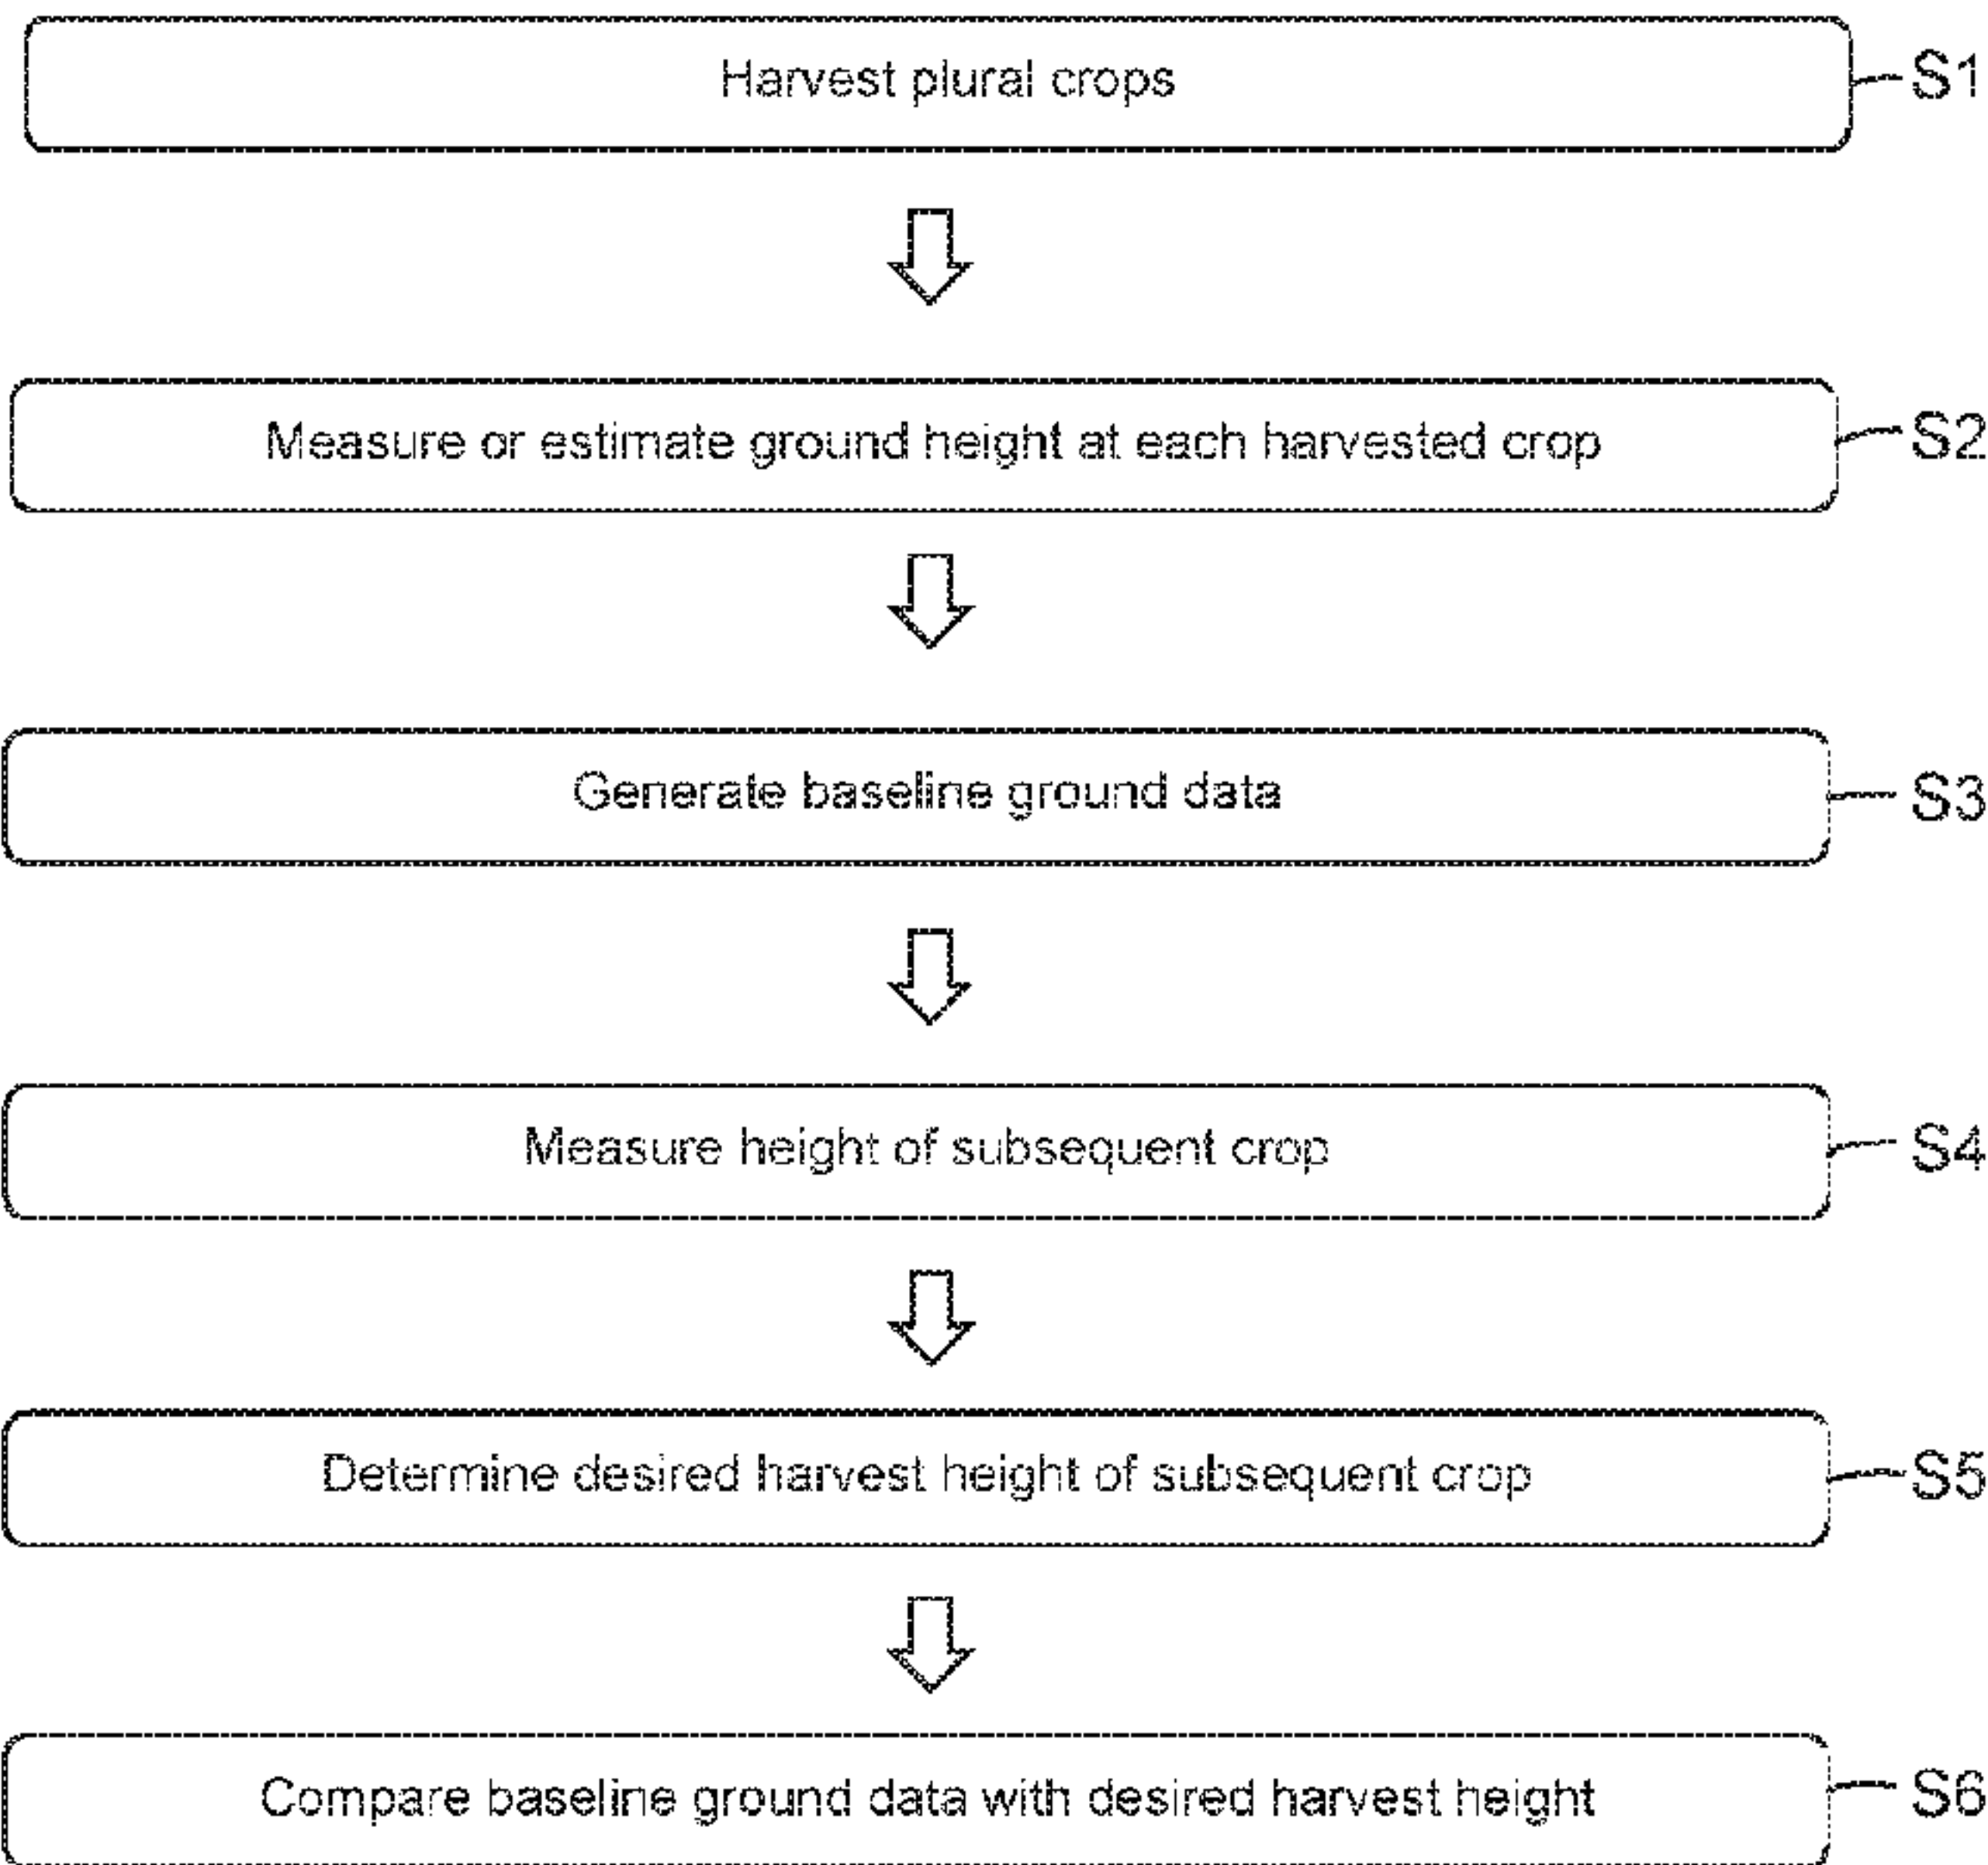 Harvest plural crops
S1
Measure or estimate ground height at each harvested crop
S2
Generate baseline ground data
S3
Measure height of subsequent crop
S4
Determine desired harvest height of subsequent crop
S5
Compare baseline ground data with desired harvest height
S6